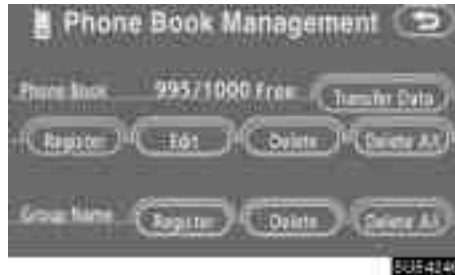 Phone Book Management
Phone Book 995/1000 Free Transfer Data
Register Edit Delete Delete All
Group Name Register Delete Delete All